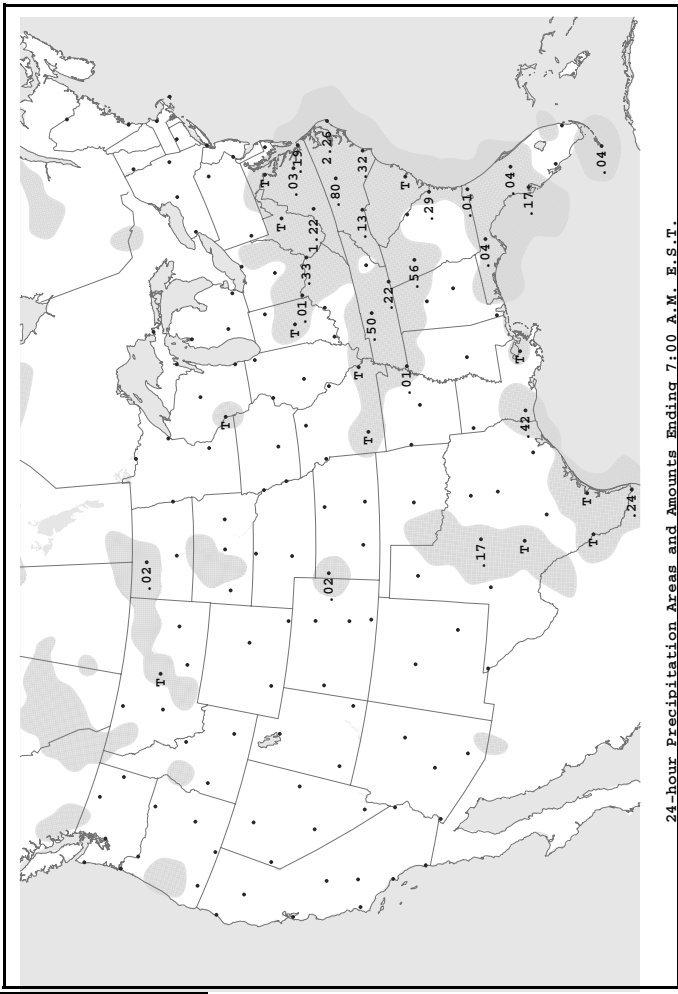 .02
T
T
T
T
.03
T
.19
.01
.33
1.22
2.26
.02
.80
T
.13
.32
T
.50
.22
T
.01
.56
.29
.01
.17
.04
.04
T
T
.42
.17
T
T
.04
.24
24-hour Precipitation Areas and Amounts Ending 7:00 A.M. E.S.T.